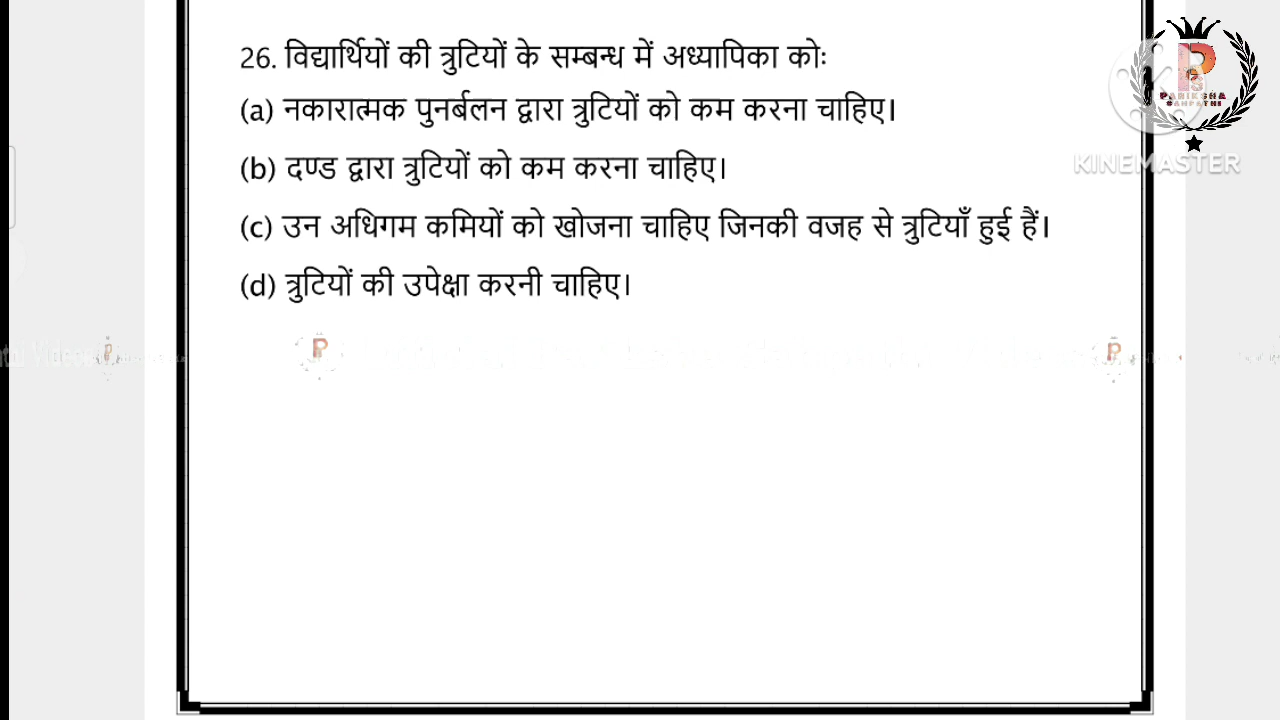 26. विद्यार्थियों की त्रुटियों के सम्बन्ध में अध्यापिका कोः
(a) नकारात्मक पुनर्बलन द्वारा त्रुटियों को कम करना चाहिए।
(b) दण्ड द्वारा त्रुटियों को कम करना चाहिए।
(c) उन अधिगम कमियों को खोजना चाहिए जिनकी वजह से त्रुटियाँ हुई हैं।
(d) त्रुटियों की उपेक्षा करनी चाहिए।
PARIKSHA
KINEMASTER